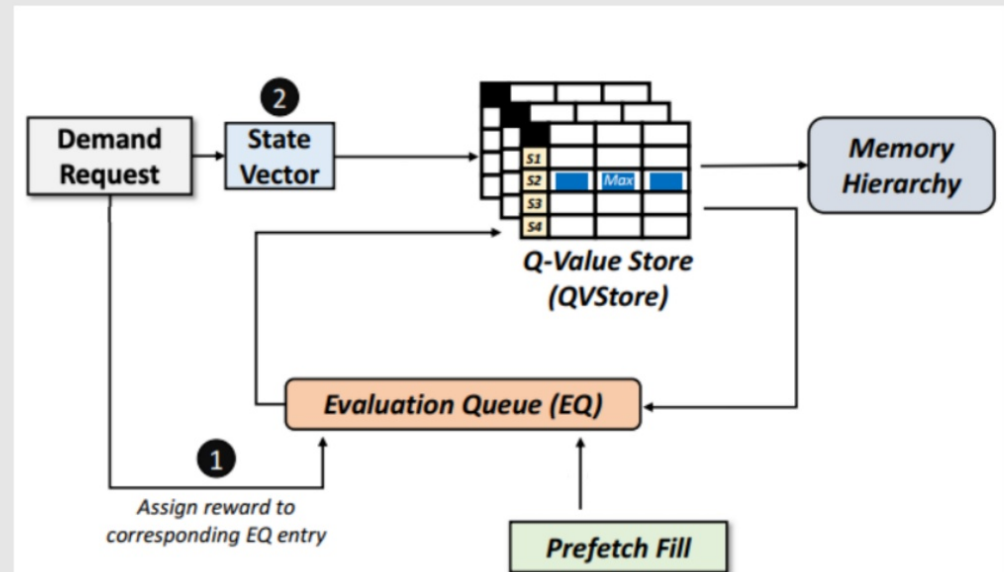 2
Demand
Request
State
Vector
S1
S2 Max
S3
S4
Memory
Hierarchy
Q-Value Store
(QVStore)
Evaluation Queue (EQ)
1
Assign reward to
corresponding EQ entry
Prefetch Fill